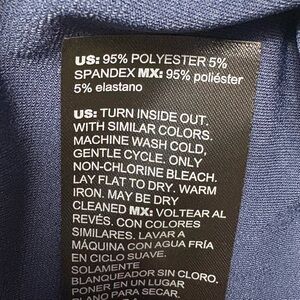 US: 95% POLYESTER 5%
SPANDEX MX: 95% poliéster
5% elastano
US: TURN INSIDE OUT.
WITH SIMILAR COLORS.
MACHINE WASH COLD,
GENTLE CYCLE. ONLY
NON-CHLORINE BLEACH.
LAY FLAT TO DRY. WARM
IRON. MAY BE DRY
CLEANED MX: VOLTEAR AL
REVÉS. CON COLORES
SIMILARES. LAVAR A
MÁQUINA CON AGUA FRÍA
EN CICLO SUAVE.
SOLAMENTE
BLANQUEADOR SIN CLORO.
PONER EN UN LUGAR
PLANO PARA SECAR.